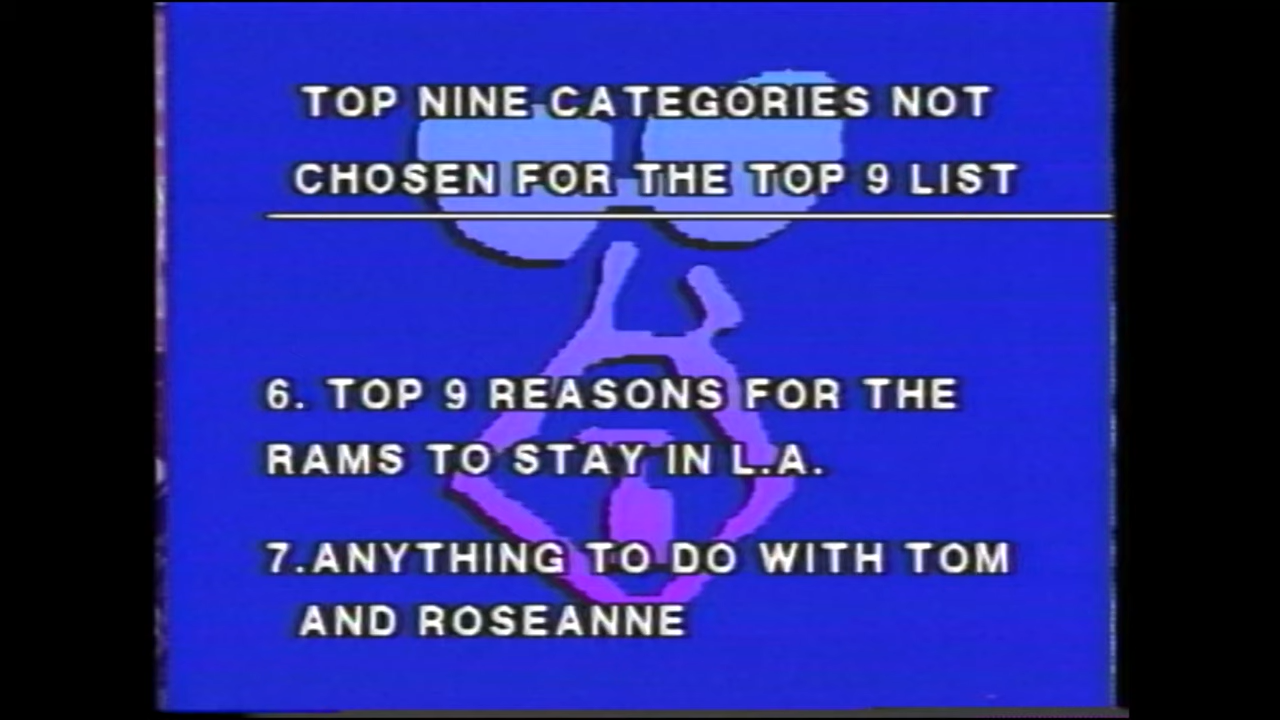 TOP NINE CATEGORIES NOT
CHOSEN FOR THE TOP 9 LIST
6. TOP 9 REASONS FOR THE
RAMS TO STAY IN L.A.
7.ANYTHING TO DO WITH TOM
AND ROSEANNE